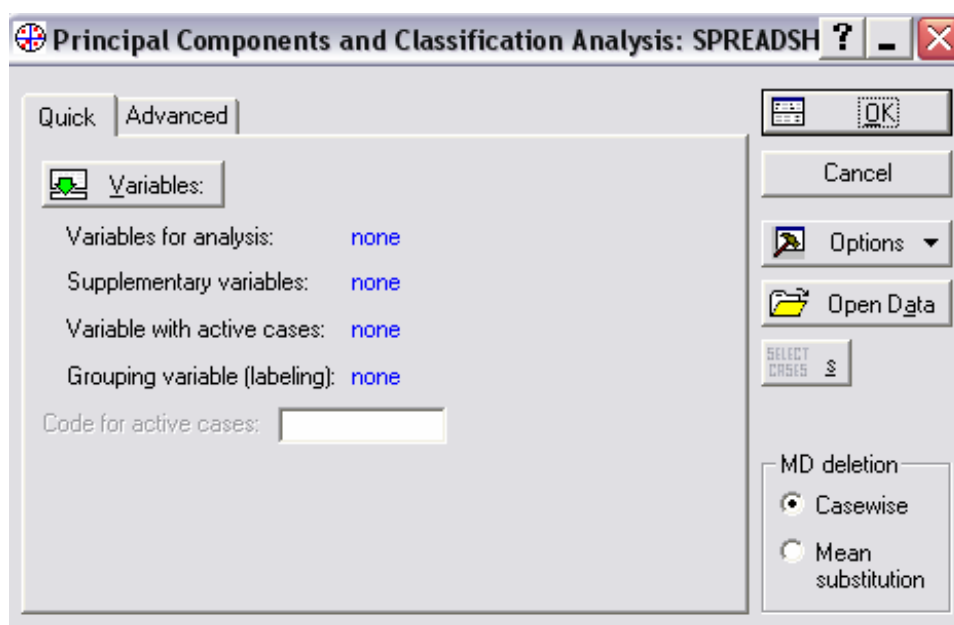 Principal Components and Classification Analysis: SPREADSH ?
Quick Advanced
Variables:
Variables for analysis: none
Supplementary variables: none
Variable with active cases: none
Grouping variable (labeling): none
Code for active cases:
OK
Cancel
Options
Open Data
SELECT
CASES S
MD deletion
Casewise
Mean
substitution